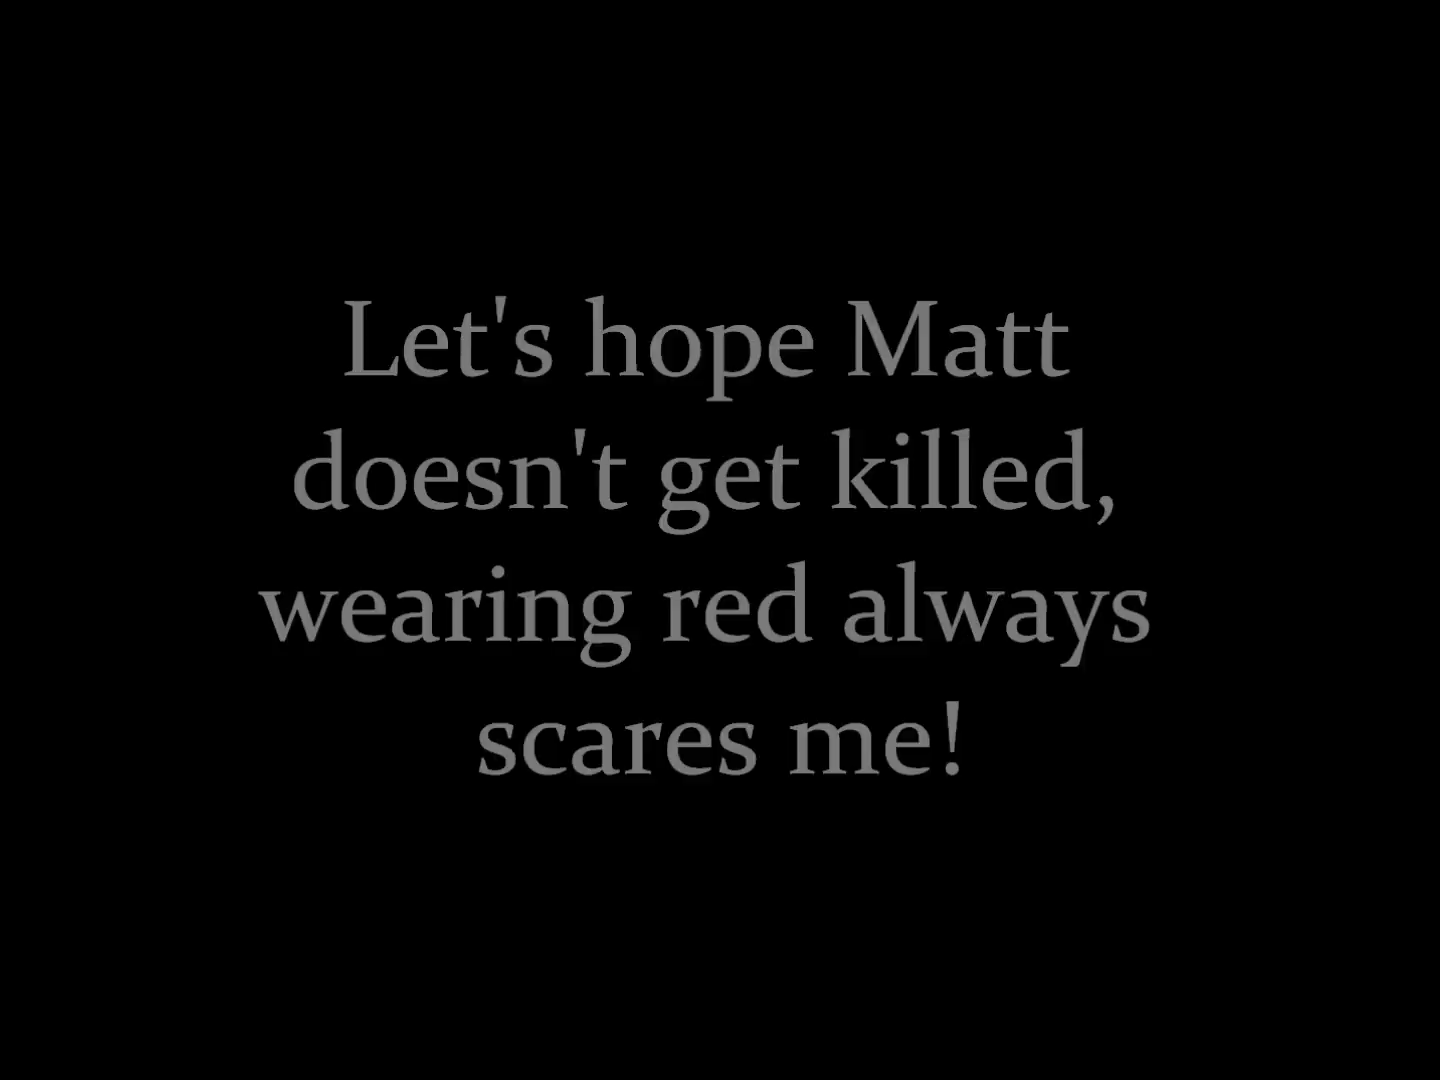 Let's hope Matt
doesn't get killed,
wearing red always
scares me!